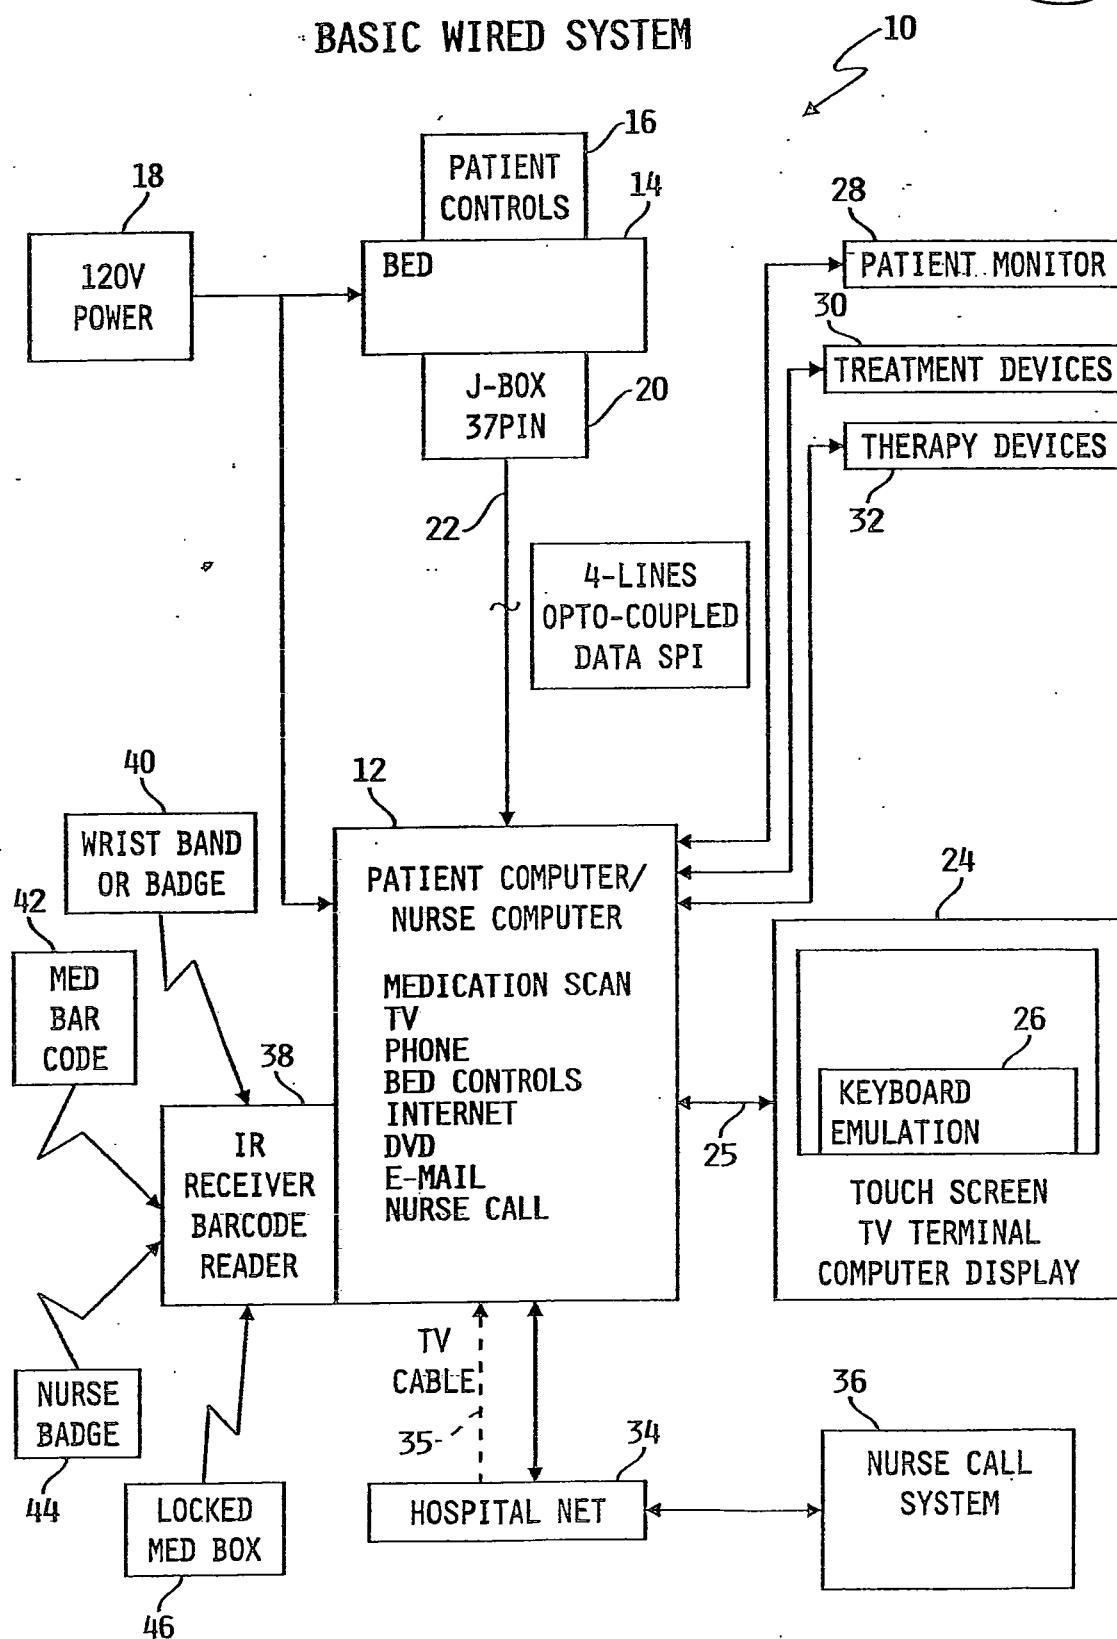 BASIC WIRED SYSTEM
10
16
PATIENT
CONTROLS
18
14
28
120V
POWER
BED
PATIENT MONITOR
30
TREATMENT DEVICES
J-BOX
37PIN
20
THERAPY DEVICES
32
22
4-LINES
OPTO-COUPLED
DATA SPI
40
12
WRIST BAND
OR BADGE
24
42
PATIENT COMPUTER/
NURSE COMPUTER
MED
BAR
CODE
MEDICATION SCAN
TV
PHONE
BED CONTROLS
INTERNET
DVD
E-MAIL
NURSE CALL
26
38
KEYBOARD
EMULATION
25
IR
RECEIVER
BARCODE
READER
TOUCH SCREEN
TV TERMINAL
COMPUTER DISPLAY
TV
CABLE
36
NURSE
BADGE
35
34
44
NURSE CALL
SYSTEM
LOCKED
MED BOX
HOSPITAL NET
46